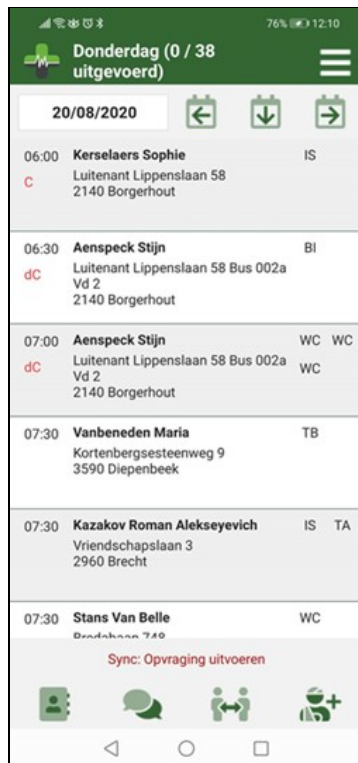 76% 12:10
Donderdag (0 / 38
uitgevoerd)
20/08/2020
06:00 Kerselaers Sophie IS
C Luitenant Lippenslaan 58
2140 Borgerhout
06:30 Aenspeck Stijn BI
dC Luitenant Lippenslaan 58 Bus 002a
Vd 2
2140 Borgerhout
07:00 Aenspeck Stijn WC WC
dC Luitenant Lippenslaan 58 Bus 002a WC
Vd 2
2140 Borgerhout
07:30 Vanbeneden Maria TB
Kortenbergsesteenweg 9
3590 Diepenbeek
07:30 Kazakov Roman Alekseyevich IS TA
Vriendschapslaan 3
2960 Brecht
07:30 Stans Van Belle WC
Bredabaan 748
Sync: Opvraging uitvoeren